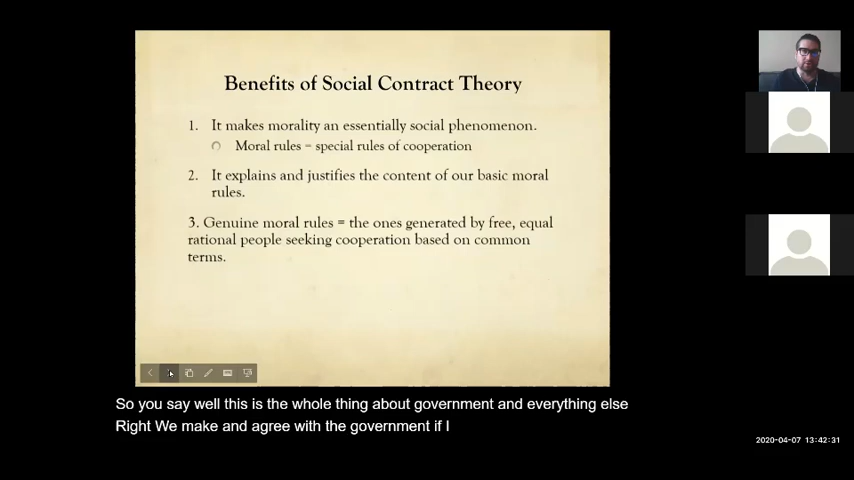 Benefits of Social Contract Theory
1. It makes morality an essentially social phenomenon.
Moral rules = special rules of cooperation
2. It explains and justifies the content of our basic moral
rules.
3. Genuine moral rules = the ones generated by free, equal
rational people seeking cooperation based on common
terms.
So you say well this is the whole thing about government and everything else
Right We make and agree with the government if I
2020-04-07 13:42:31